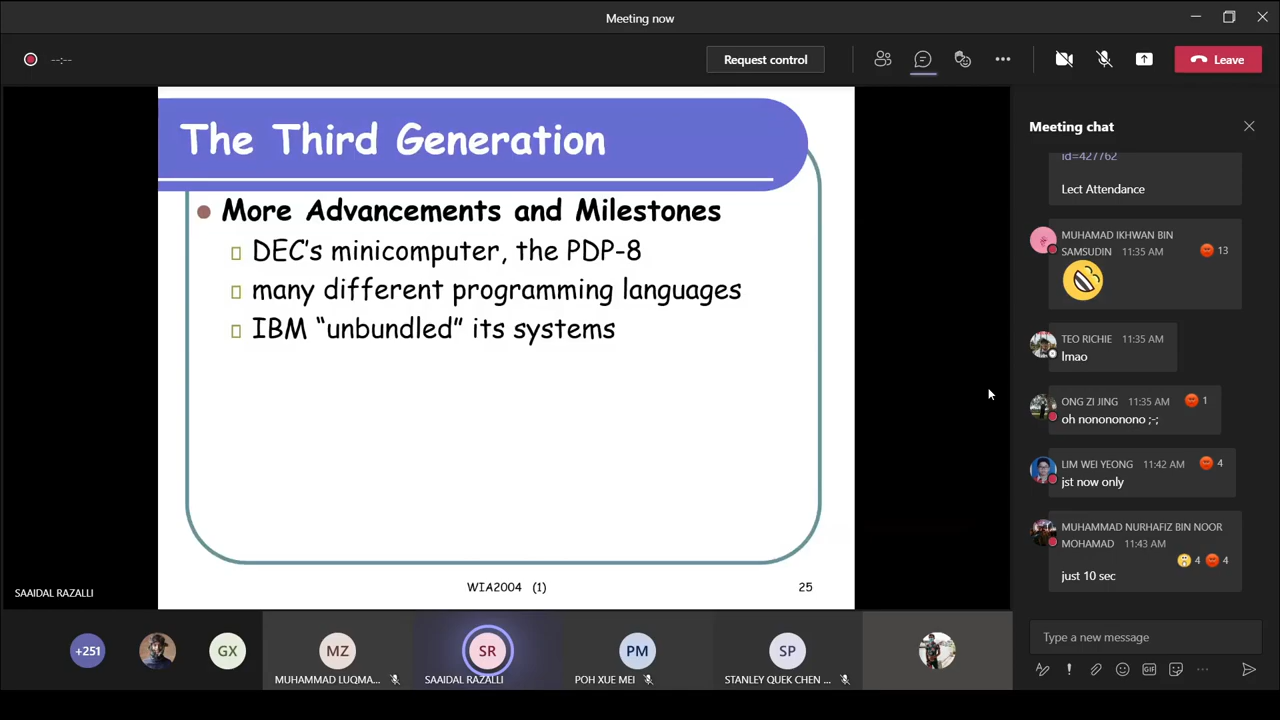 Meeting now
--:--
Request control
Leave
The Third Generation
More Advancements and Milestones
DEC's minicomputer, the PDP-8
many different programming languages
IBM "unbundled" its systems
WIA2004 (1)
25
SAAIDAL RAZALLI
Meeting chat
id=427762
Lect Attendance
MUHAMAD IKHWAN BIN
SAMSUDIN 11:35 AM
13
TEO RICHIE 11:35 AM
lmao
ONG ZI JING 11:35 AM 1
oh nonononono ;-;
LIM WEI YEONG 11:42 AM 4
jst now only
MUHAMMAD NURHAFIZ BIN NOOR
MOHAMAD 11:43 AM
4 4
just 10 sec
Type a new message
GIF
+251
GX
MZ
MUHAMMAD LUQMA...
SR
SAAIDAL RAZALLI
PM
POH XUE MEI
SP
STANLEY QUEK CHEN ...